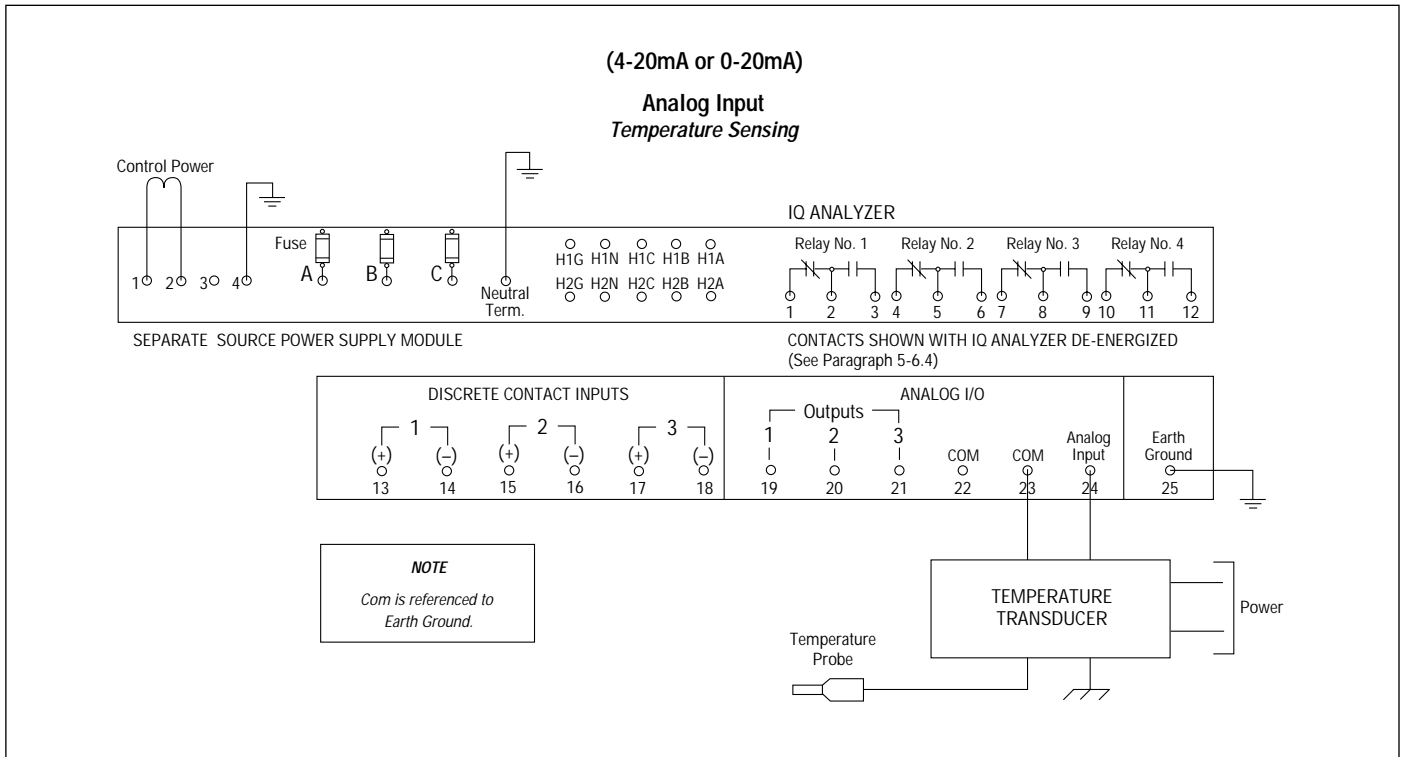 (4-20mA or 0-20mA)
Analog Input
Temperature Sensing
Control Power
IQ ANALYZER
Fuse
Relay No. 1 Relay No. 2 Relay No. 3 Relay No. 4
H1G H1N H1C H1B H1A
1 2 3 4 A B C
H2G H2N H2C H2B H2A
Neutral
Term.
1 2 3 4 5 6 7 8 9 10 11 12
SEPARATE SOURCE POWER SUPPLY MODULE
CONTACTS SHOWN WITH IQ ANALYZER DE-ENERGIZED
(See Paragraph 5-6.4)
DISCRETE CONTACT INPUTS
ANALOG I/O
Outputs
1 2 3
1 2 3
(+) (–) (+) (–) (+) (–)
COM COM
Analog
Input
Earth
Ground
13 14 15 16 17 18 19 20 21 22 23 24 25
NOTE
Com is referenced to
Earth Ground.
TEMPERATURE
TRANSDUCER
Power
Temperature
Probe